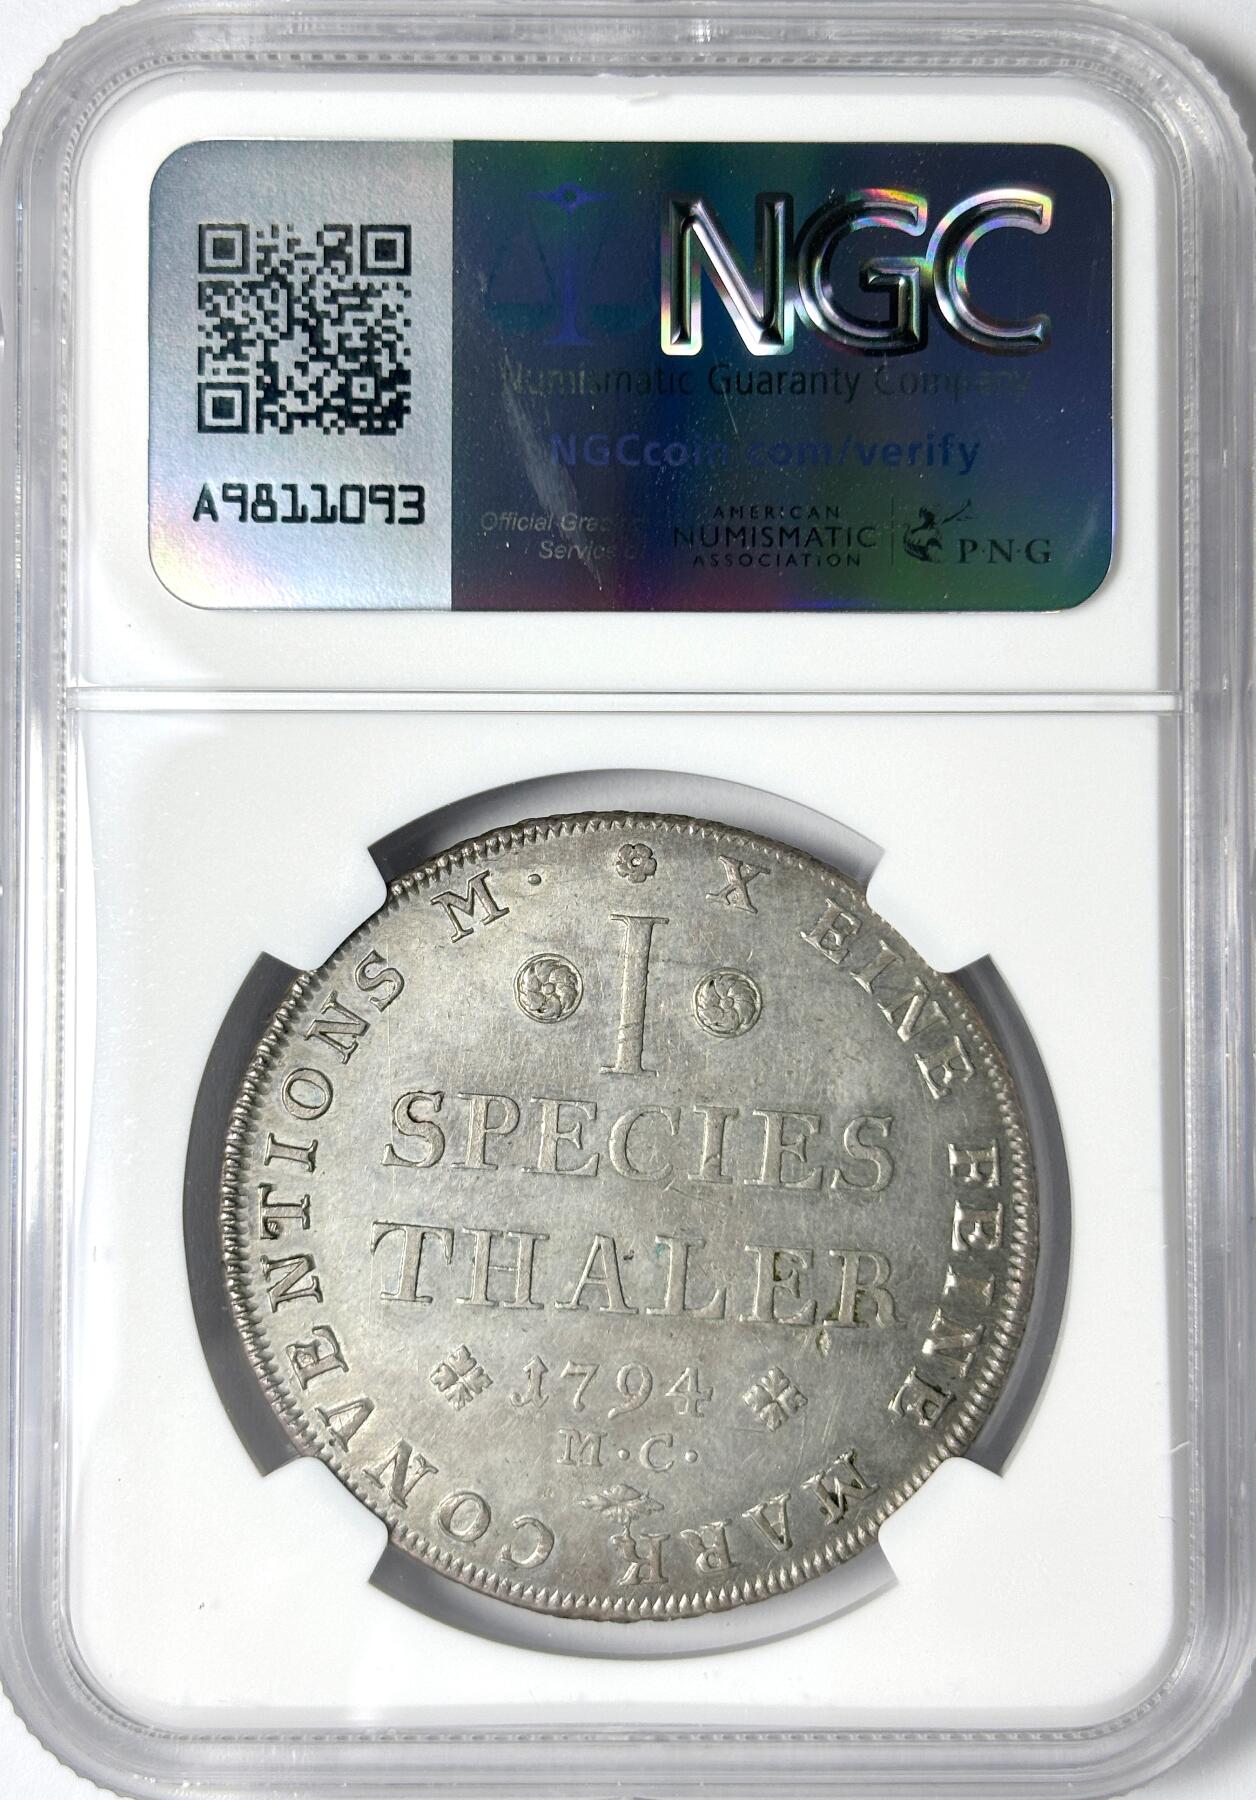 NGC
Numismatic Guaranty Company
NGCcoin.com/verify
A9811093
Official Grading
Service of
AMERICAN
NUMISMATIC
ASSOCIATION
P·N·G
X EINE FEINE MARK CONVENTIONS M·
I
SPECIES
THALER
1794
M·C·